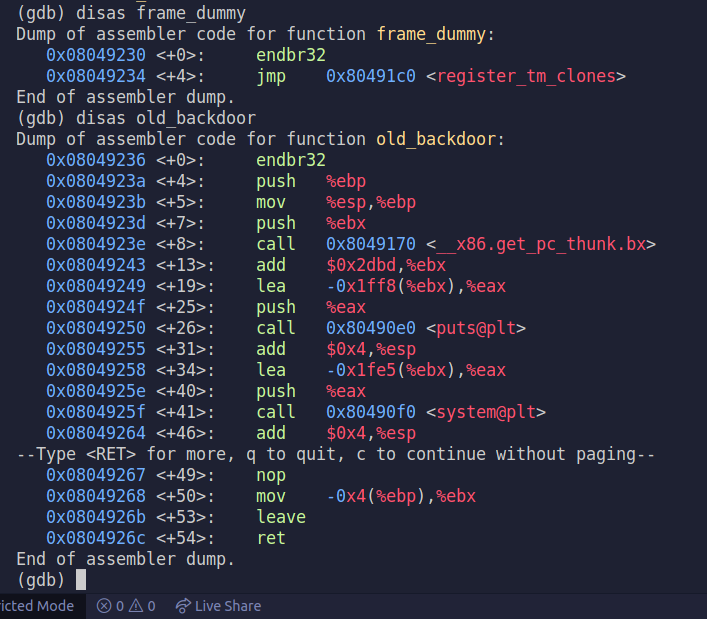 (gdb) disas frame_dummy
Dump of assembler code for function frame_dummy:
   0x08049230 <+0>:     endbr32
   0x08049234 <+4>:     jmp    0x80491c0 <register_tm_clones>
End of assembler dump.
(gdb) disas old_backdoor
Dump of assembler code for function old_backdoor:
   0x08049236 <+0>:     endbr32
   0x0804923a <+4>:     push   %ebp
   0x0804923b <+5>:     mov    %esp,%ebp
   0x0804923d <+7>:     push   %ebx
   0x0804923e <+8>:     call   0x8049170 <__x86.get_pc_thunk.bx>
   0x08049243 <+13>:    add    $0x2dbd,%ebx
   0x08049249 <+19>:    lea    -0x1ff8(%ebx),%eax
   0x0804924f <+25>:    push   %eax
   0x08049250 <+26>:    call   0x80490e0 <puts@plt>
   0x08049255 <+31>:    add    $0x4,%esp
   0x08049258 <+34>:    lea    -0x1fe5(%ebx),%eax
   0x0804925e <+40>:    push   %eax
   0x0804925f <+41>:    call   0x80490f0 <system@plt>
   0x08049264 <+46>:    add    $0x4,%esp
--Type <RET> for more, q to quit, c to continue without paging--
   0x08049267 <+49>:    nop
   0x08049268 <+50>:    mov    -0x4(%ebp),%ebx
   0x0804926b <+53>:    leave
   0x0804926c <+54>:    ret
End of assembler dump.
(gdb)
icted Mode 0 0 Live Share